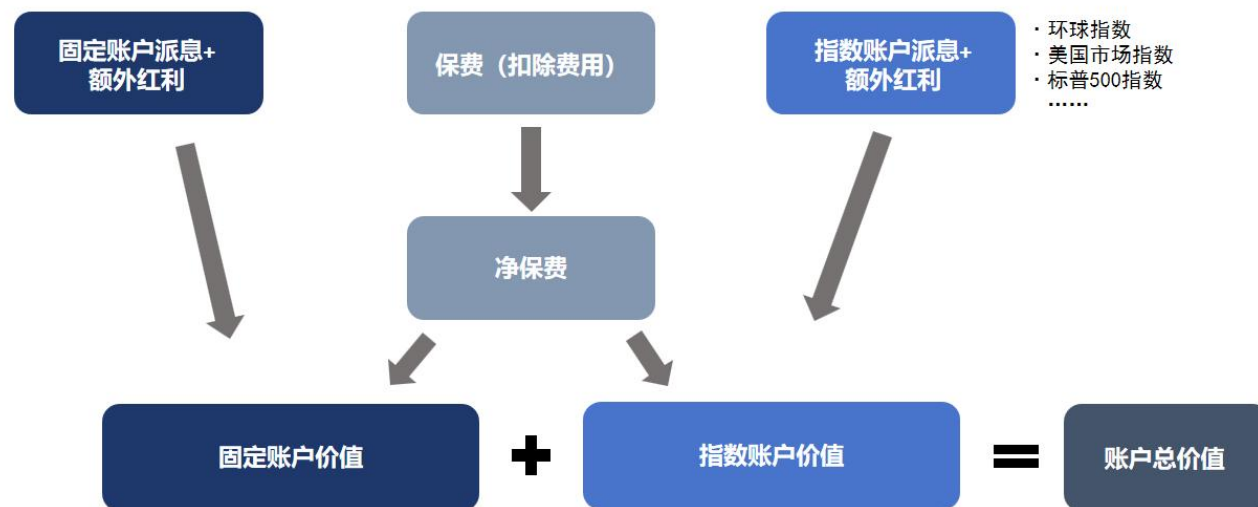 固定账户派息+
额外红利
保费（扣除费用）
指数账户派息+
额外红利
· 环球指数
· 美国市场指数
· 标普500指数
……
净保费
固定账户价值
+
指数账户价值
=
账户总价值